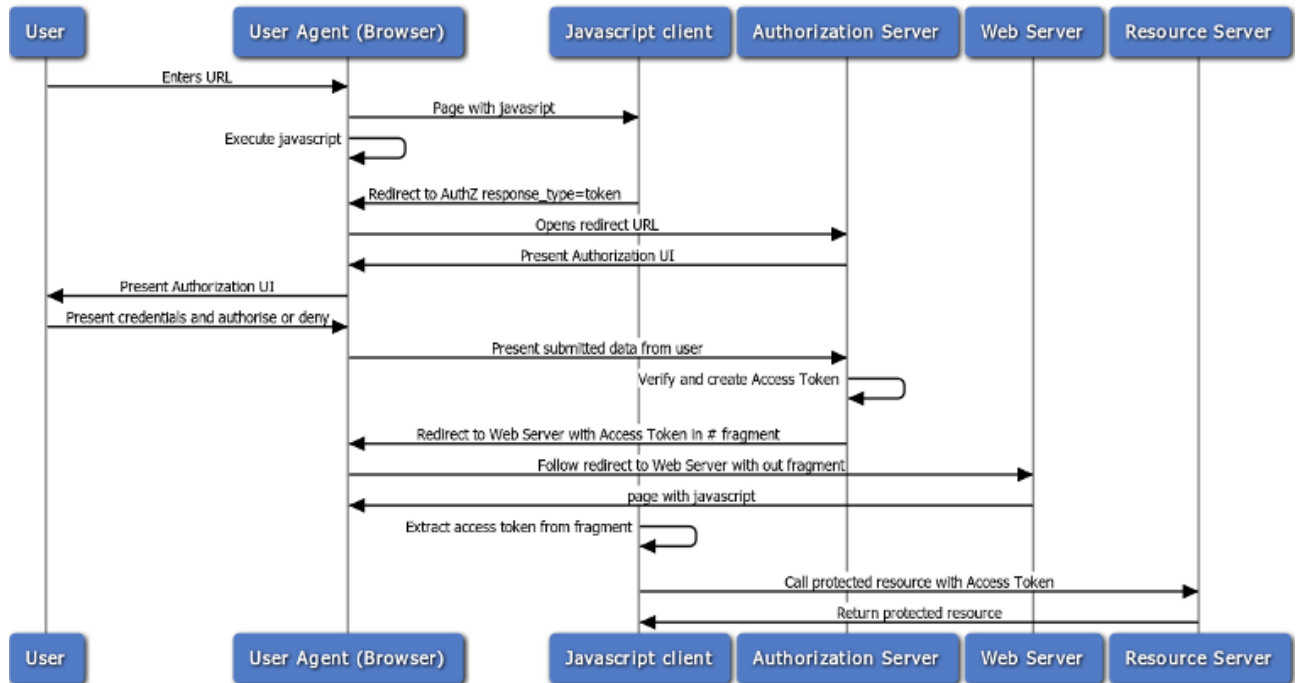 User
User Agent (Browser)
Javascript client
Authorization Server
Web Server
Resource Server
Enters URL
Page with javasript
Execute javascript
Redirect to AuthZ response_type=token
Opens redirect URL
Present Authorization UI
Present Authorization UI
Present credentials and authorise or deny
Present submitted data from user
Verify and create Access Token
Redirect to Web Server with Access Token in # fragment
Follow redirect to Web Server with out fragment
page with javascript
Extract access token from fragment
Call protected resource with Access Token
Return protected resource
User
User Agent (Browser)
Javascript client
Authorization Server
Web Server
Resource Server